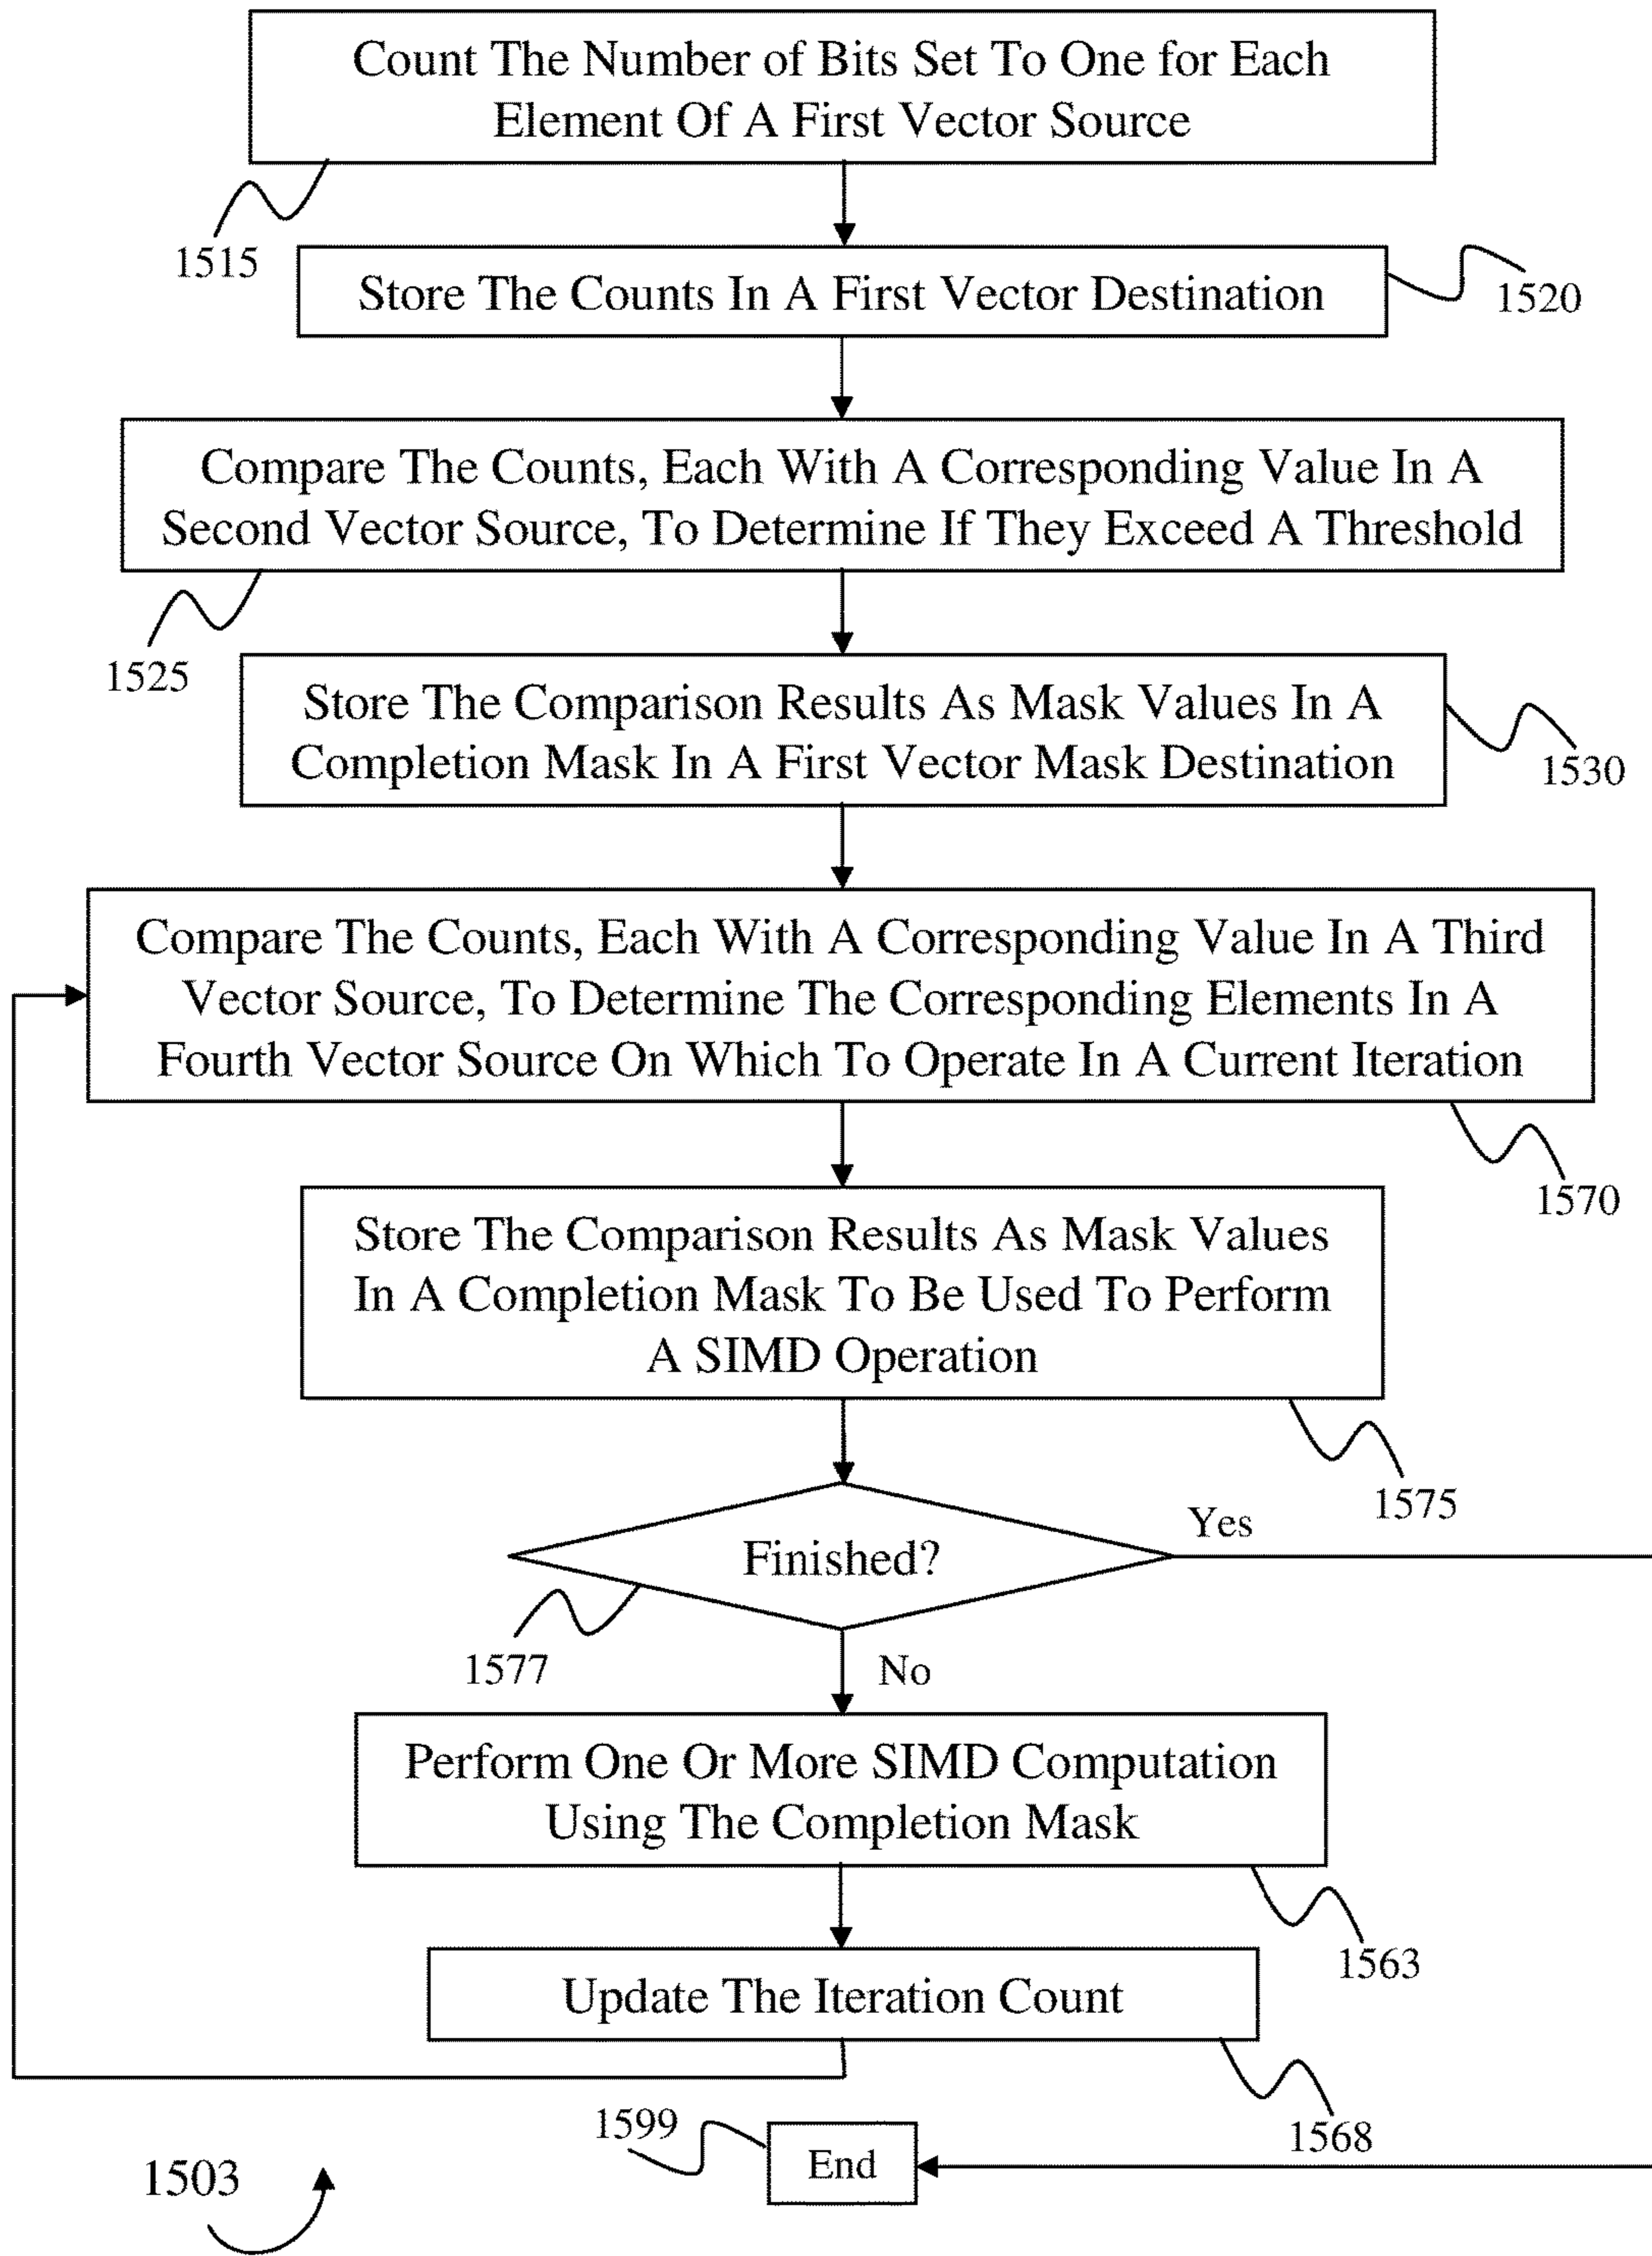 Count The Number of Bits Set To One for Each
Element Of A First Vector Source
1515
Store The Counts In A First Vector Destination
1520
Compare The Counts, Each With A Corresponding Value In A
Second Vector Source, To Determine If They Exceed A Threshold
1525
Store The Comparison Results As Mask Values In A
Completion Mask In A First Vector Mask Destination
1530
Compare The Counts, Each With A Corresponding Value In A Third
Vector Source, To Determine The Corresponding Elements In A
Fourth Vector Source On Which To Operate In A Current Iteration
1570
Store The Comparison Results As Mask Values
In A Completion Mask To Be Used To Perform
A SIMD Operation
1575
Yes
Finished?
1577
No
Perform One Or More SIMD Computation
Using The Completion Mask
1563
Update The Iteration Count
1568
1599
End
1503